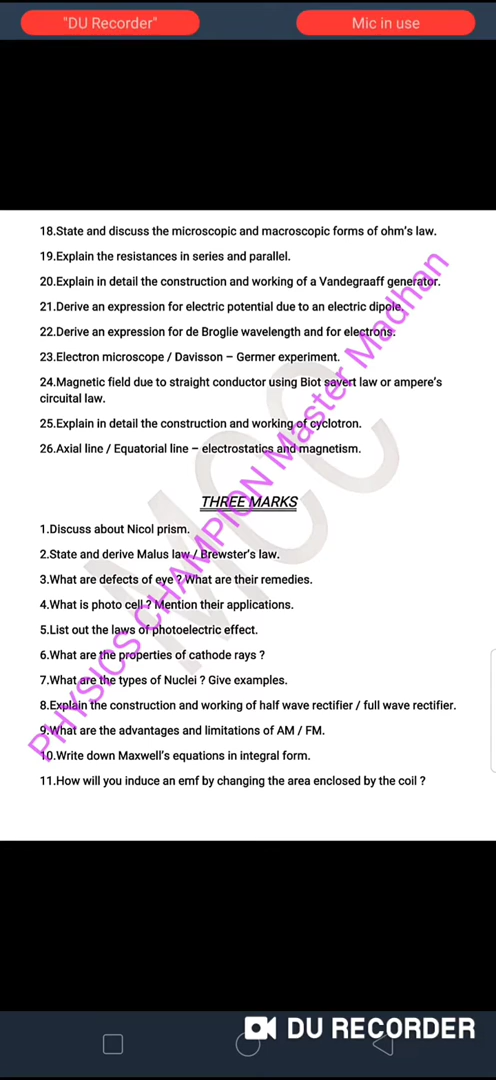 "DU Recorder"
Mic in use
18.State and discuss the microscopic and macroscopic forms of ohm's law.
19.Explain the resistances in series and parallel.
20.Explain in detail the construction and working of a Vandegraaff generator.
21.Derive an expression for electric potential due to an electric dipole.
22.Derive an expression for de Broglie wavelength and for electrons.
23.Electron microscope / Davisson – Germer experiment.
24.Magnetic field due to straight conductor using Biot savert law or ampere's
circuital law.
25.Explain in detail the construction and working of cyclotron.
26.Axial line / Equatorial line – electrostatics and magnetism.
THREE MARKS
1.Discuss about Nicol prism.
2.State and derive Malus law / Brewster's law.
3.What are defects of eye ? What are their remedies.
4.What is photo cell ? Mention their applications.
5.List out the laws of photoelectric effect.
6.What are the properties of cathode rays ?
7.What are the types of Nuclei ? Give examples.
8.Explain the construction and working of half wave rectifier / full wave rectifier.
9.What are the advantages and limitations of AM / FM.
10.Write down Maxwell's equations in integral form.
11.How will you induce an emf by changing the area enclosed by the coil ?
PHYSICS CHAMPION Master Madhan
MCC
DU RECORDER